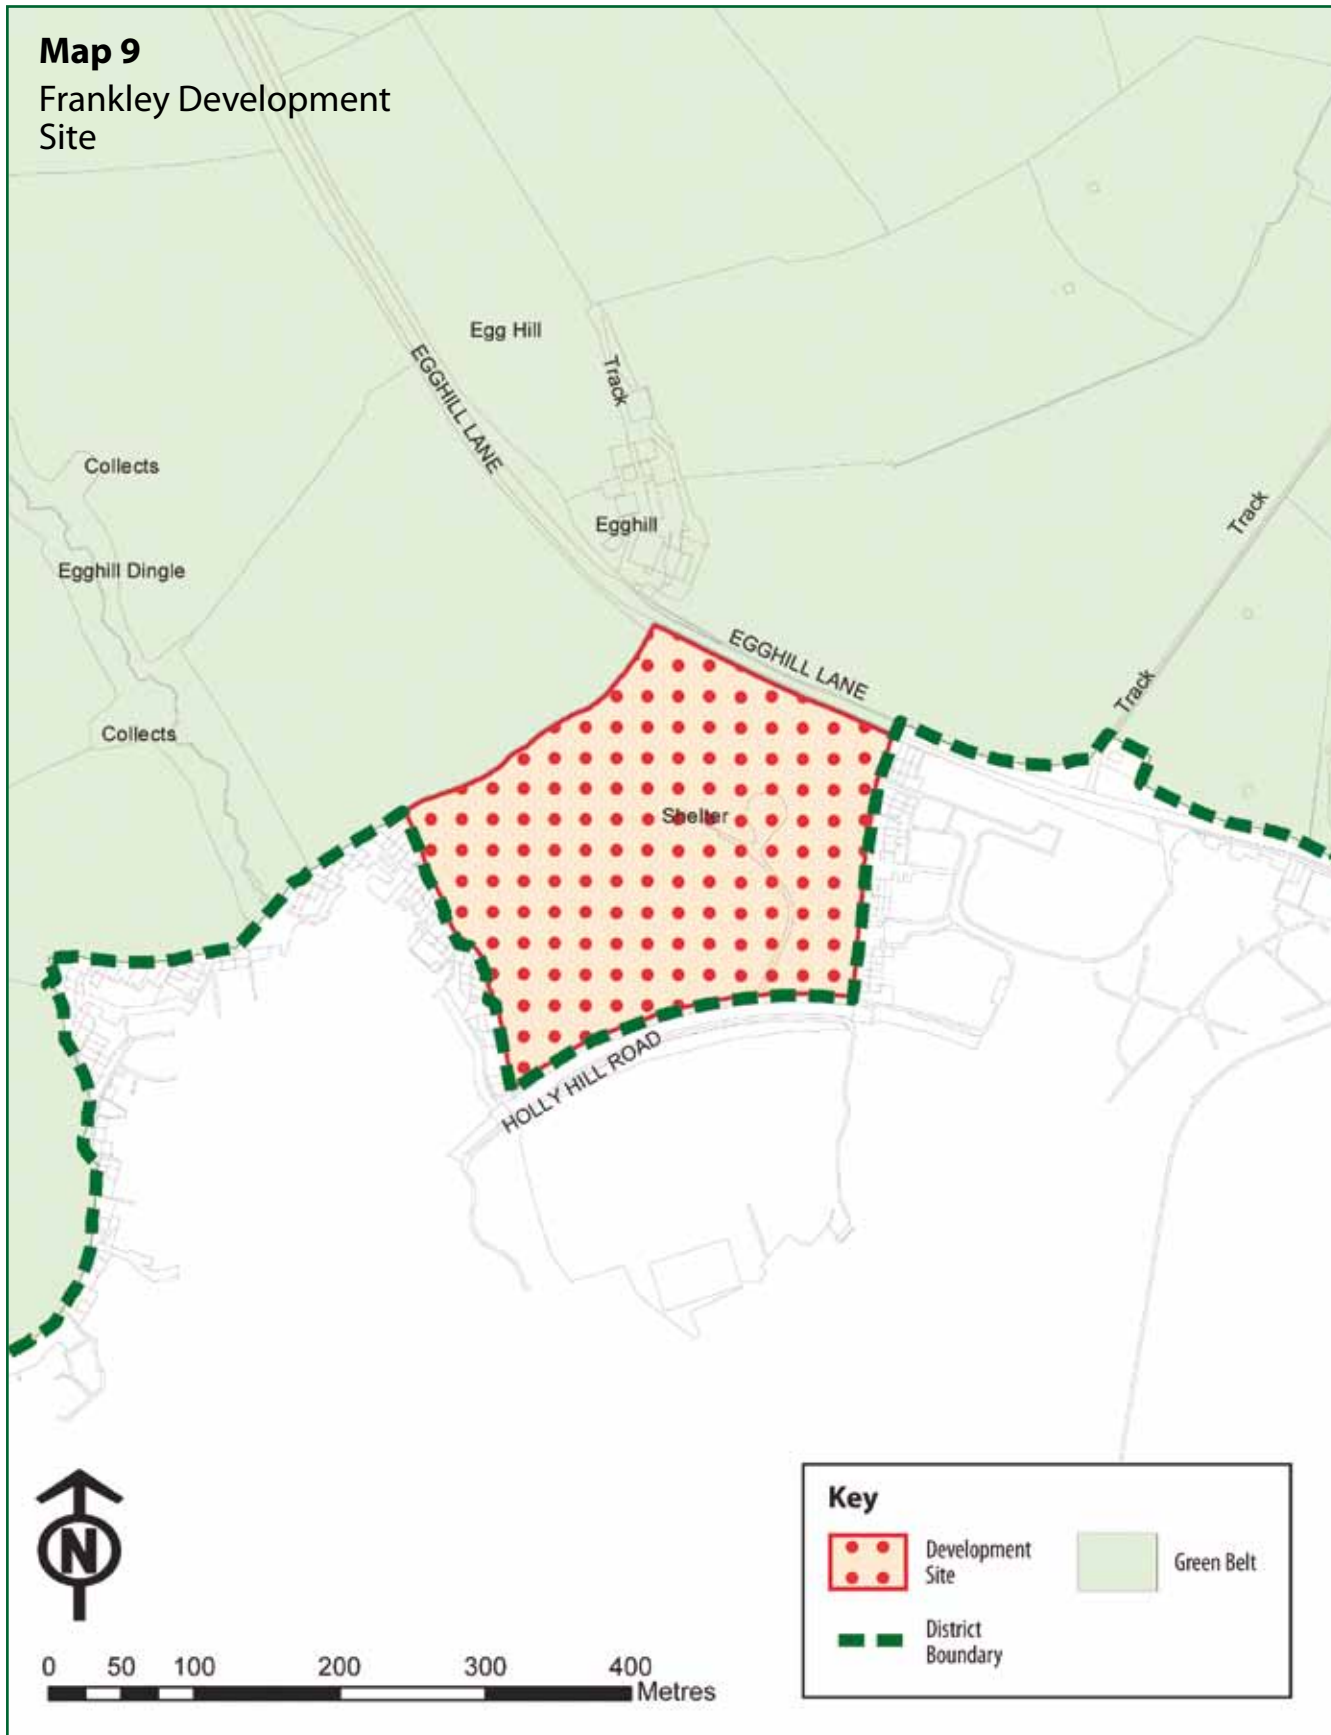 Map 9
Frankley Development
Site
Egg Hill
Track
EGGHILL LANE
Collects
Egghill
Track
Egghill Dingle
EGGHILL LANE
Track
Collects
Shelter
HOLLY HILL ROAD
N
Key
Development
Site
Green Belt
District
Boundary
0 50 100 200 300 400
Metres